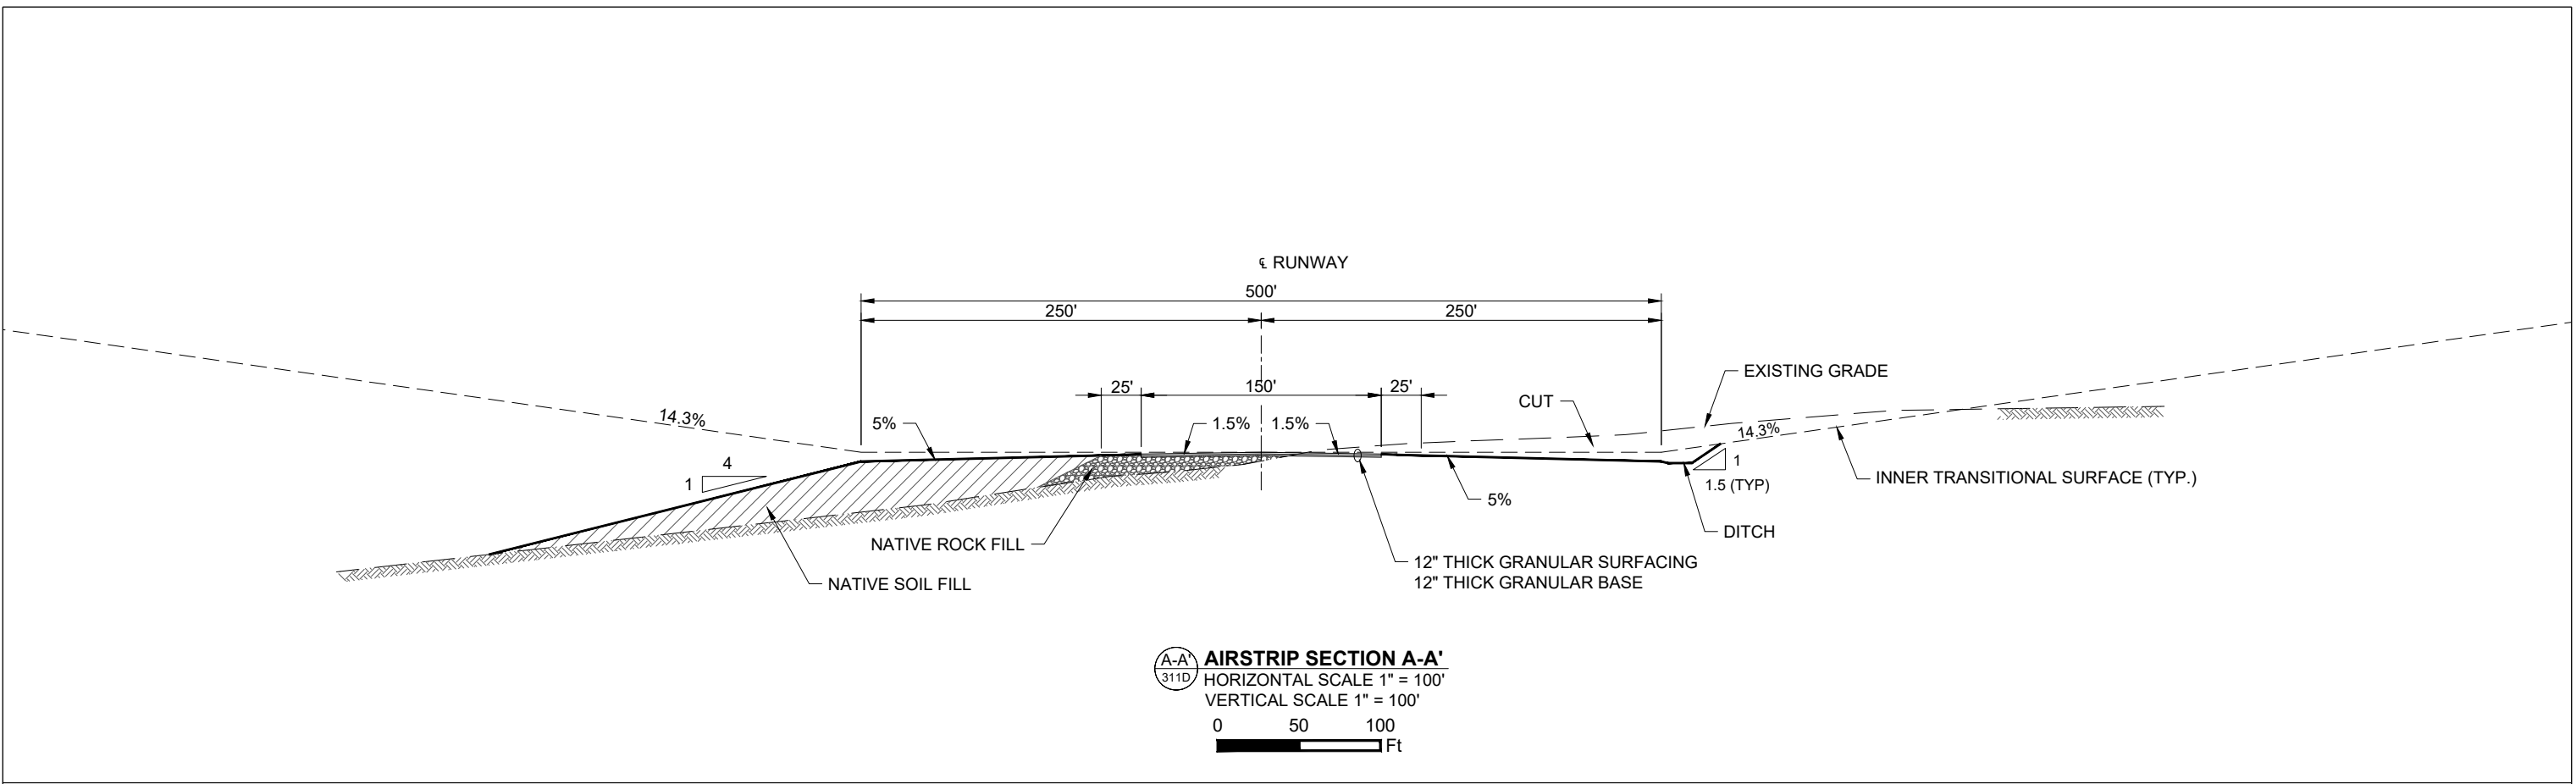 ℄ RUNWAY
500'
250'
250'
25'
150'
25'
EXISTING GRADE
CUT
14.3%
5%
1.5%
1.5%
14.3%
4
1
1
1.5 (TYP)
INNER TRANSITIONAL SURFACE (TYP.)
5%
DITCH
NATIVE ROCK FILL
12" THICK GRANULAR SURFACING
12" THICK GRANULAR BASE
NATIVE SOIL FILL
A-A'
311D
AIRSTRIP SECTION A-A'
HORIZONTAL SCALE 1" = 100'
VERTICAL SCALE 1" = 100'
0 50 100
Ft